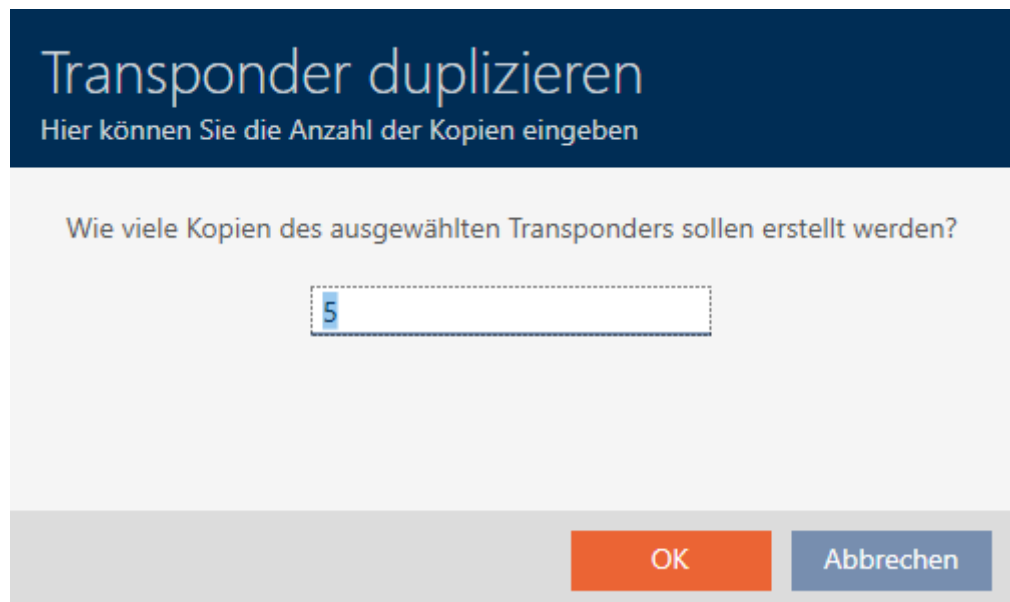 Transponder duplizieren
Hier können Sie die Anzahl der Kopien eingeben
Wie viele Kopien des ausgewählten Transponders sollen erstellt werden?
5
OK
Abbrechen